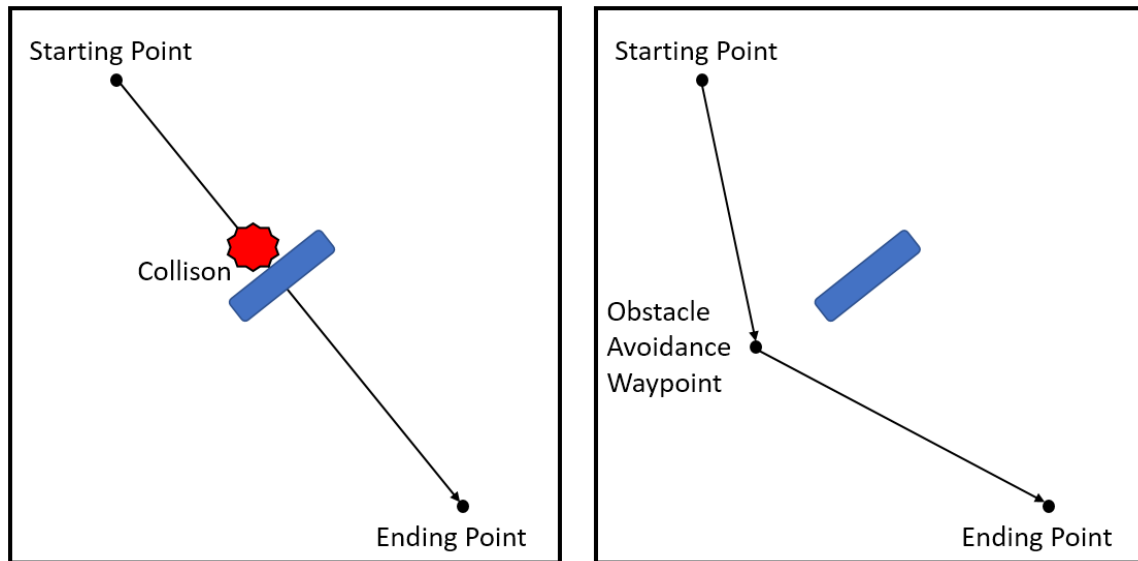 Starting Point
Collison
Ending Point
Starting Point
Obstacle
Avoidance
Waypoint
Ending Point